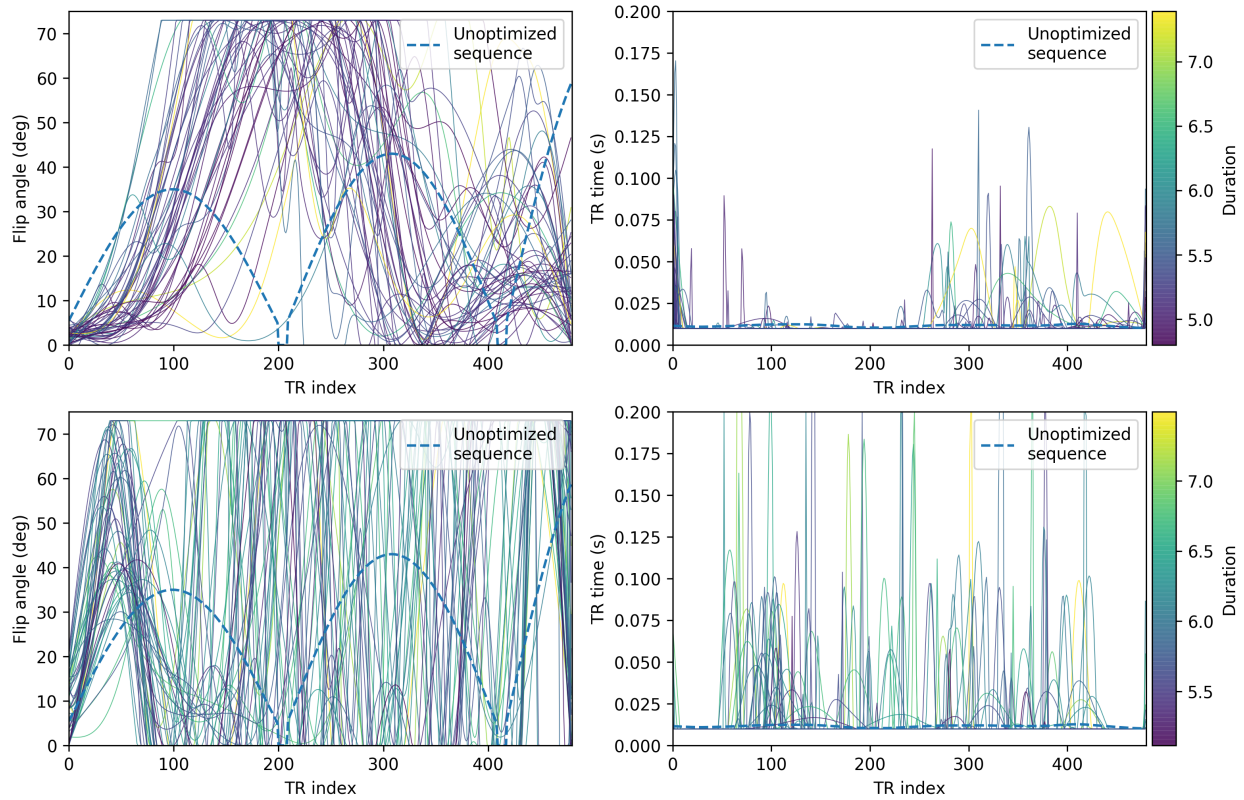 Flip angle (deg)
70
60
50
40
30
20
10
0
0 100 200 300 400
TR index
Unoptimized
sequence
TR time (s)
0.200
0.175
0.150
0.125
0.100
0.075
0.050
0.025
0.000
0 100 200 300 400
TR index
Unoptimized
sequence
7.0
6.5
6.0
5.5
5.0
Duration
Flip angle (deg)
70
60
50
40
30
20
10
0
0 100 200 300 400
TR index
Unoptimized
sequence
TR time (s)
0.200
0.175
0.150
0.125
0.100
0.075
0.050
0.025
0.000
0 100 200 300 400
TR index
Unoptimized
sequence
7.0
6.5
6.0
5.5
Duration